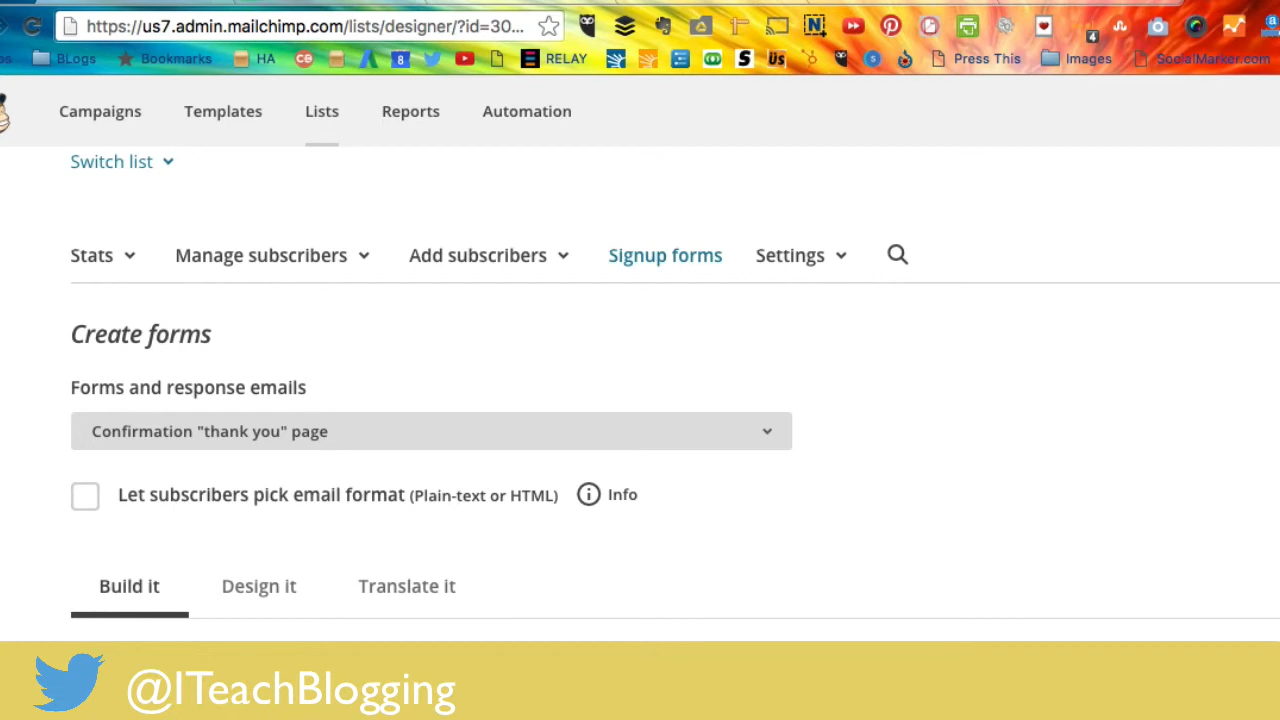 https://us7.admin.mailchimp.com/lists/designer/?id=30...
BLogs Bookmarks HA RELAY Press This Images SocialMarker.com
Campaigns Templates Lists Reports Automation
Switch list
Stats Manage subscribers Add subscribers Signup forms Settings
Create forms
Forms and response emails
Confirmation "thank you" page
Let subscribers pick email format (Plain-text or HTML) Info
Build it Design it Translate it
@ITeachBlogging